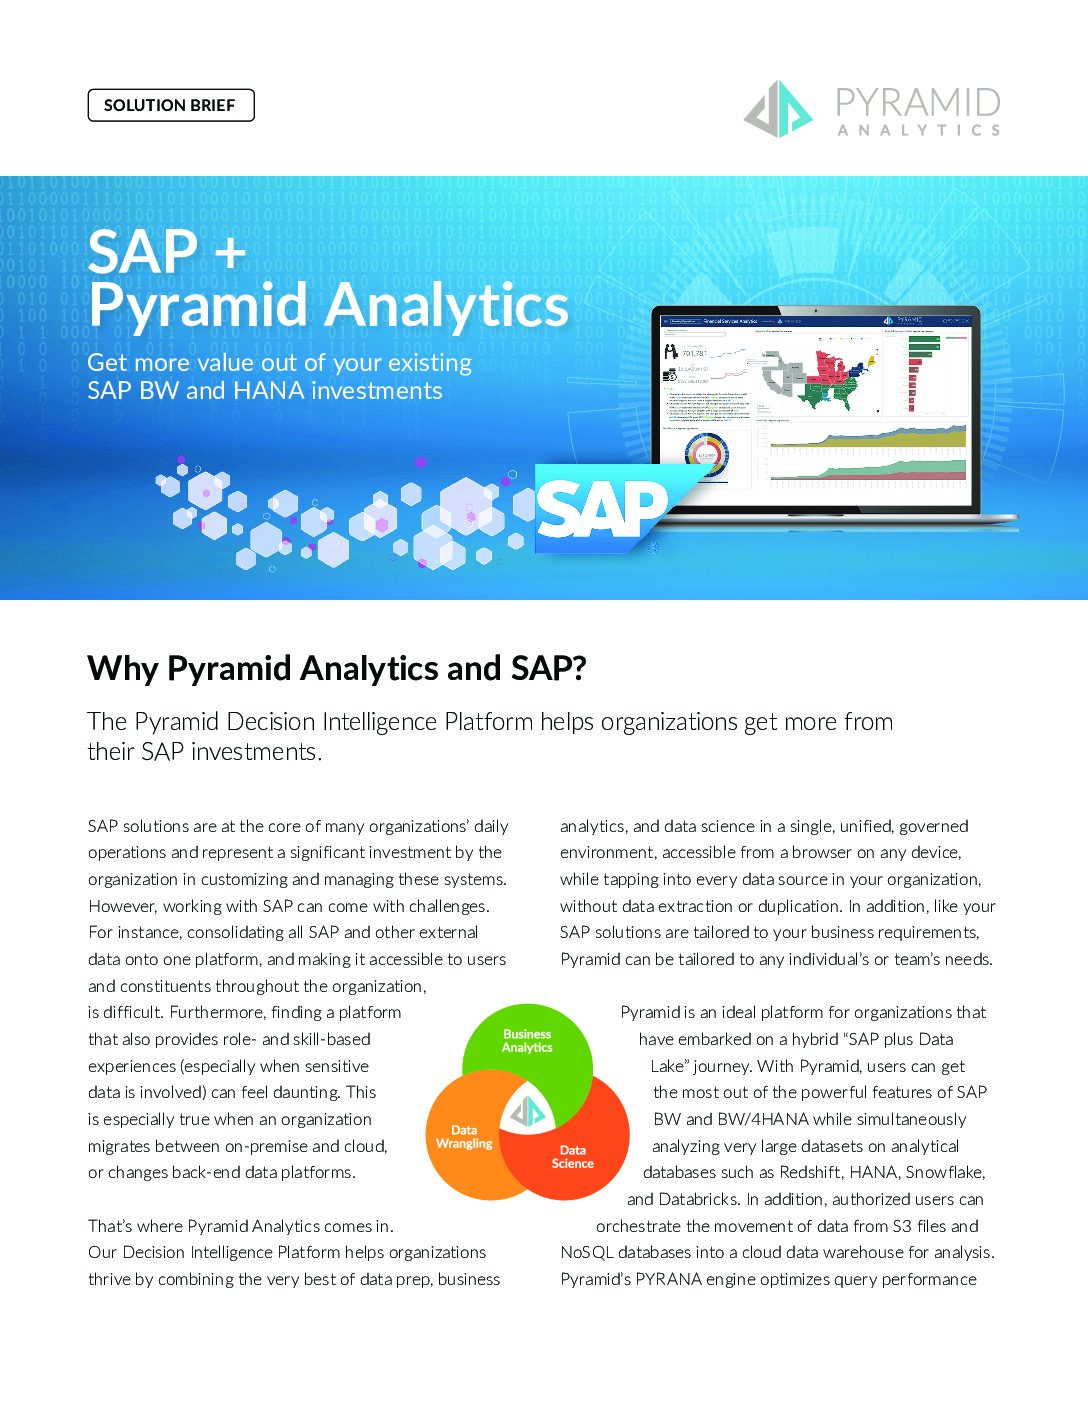 SOLUTION BRIEF
PYRAMID
ANALYTICS
SAP +
Pyramid Analytics
Get more value out of your existing
SAP BW and HANA investments
Financial Services Analytics
PYRAMID
701,781
SAP
Why Pyramid Analytics and SAP?
The Pyramid Decision Intelligence Platform helps organizations get more from
their SAP investments.
SAP solutions are at the core of many organizations’ daily
operations and represent a significant investment by the
organization in customizing and managing these systems.
However, working with SAP can come with challenges.
For instance, consolidating all SAP and other external
data onto one platform, and making it accessible to users
and constituents throughout the organization,
is difficult. Furthermore, finding a platform
that also provides role- and skill-based
experiences (especially when sensitive
data is involved) can feel daunting. This
is especially true when an organization
migrates between on-premise and cloud,
or changes back-end data platforms.
That’s where Pyramid Analytics comes in.
Our Decision Intelligence Platform helps organizations
thrive by combining the very best of data prep, business
Business
Analytics
Data
Wrangling
Data
Science
analytics, and data science in a single, unified, governed
environment, accessible from a browser on any device,
while tapping into every data source in your organization,
without data extraction or duplication. In addition, like your
SAP solutions are tailored to your business requirements,
Pyramid can be tailored to any individual’s or team’s needs.
Pyramid is an ideal platform for organizations that
have embarked on a hybrid “SAP plus Data
Lake” journey. With Pyramid, users can get
the most out of the powerful features of SAP
BW and BW/4HANA while simultaneously
analyzing very large datasets on analytical
databases such as Redshift, HANA, Snowflake,
and Databricks. In addition, authorized users can
orchestrate the movement of data from S3 files and
NoSQL databases into a cloud data warehouse for analysis.
Pyramid’s PYRANA engine optimizes query performance